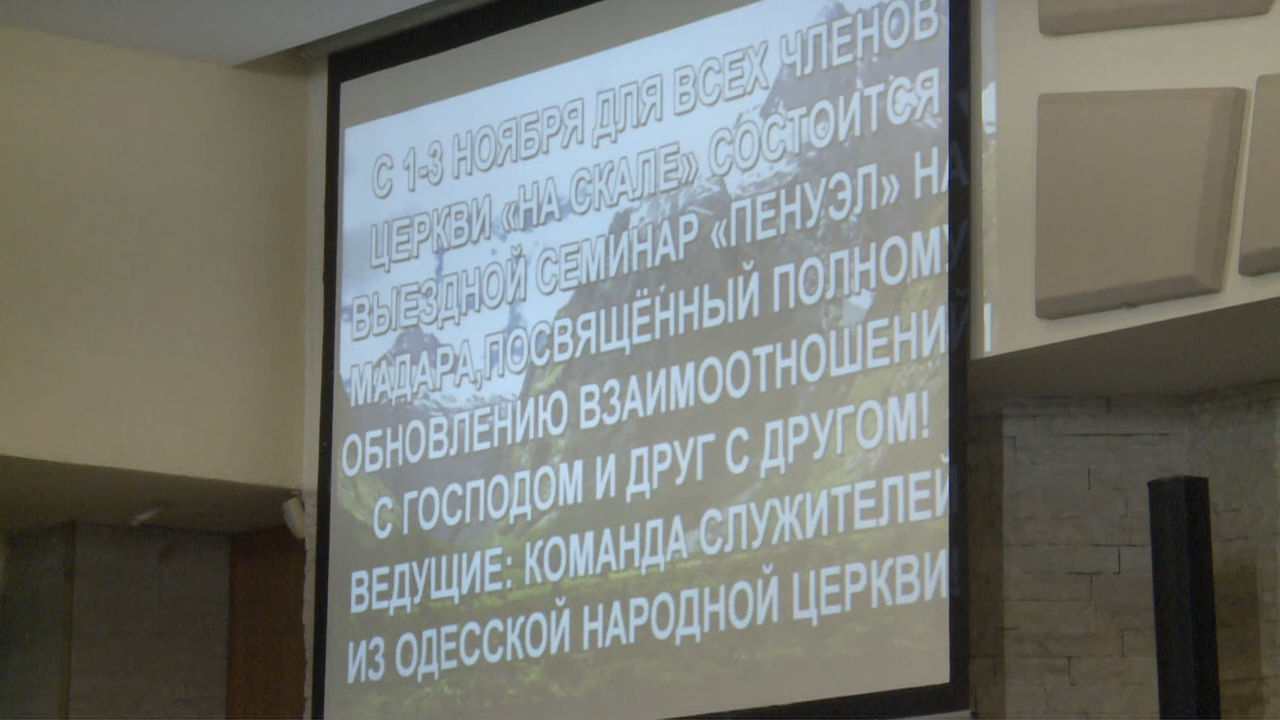 С 1-3 НОЯБРЯ ДЛЯ ВСЕХ ЧЛЕНОВ
ЦЕРКВИ «НА СКАЛЕ» СОСТОИТСЯ
ВЫЕЗДНОЙ СЕМИНАР «ПЕНУЭЛ» НА
МАДАРА,ПОСВЯЩЁННЫЙ ПОЛНОМУ
ОБНОВЛЕНИЮ ВЗАИМООТНОШЕНИЙ
С ГОСПОДОМ И ДРУГ С ДРУГОМ!
ВЕДУЩИЕ: КОМАНДА СЛУЖИТЕЛЕЙ
ИЗ ОДЕССКОЙ НАРОДНОЙ ЦЕРКВИ!